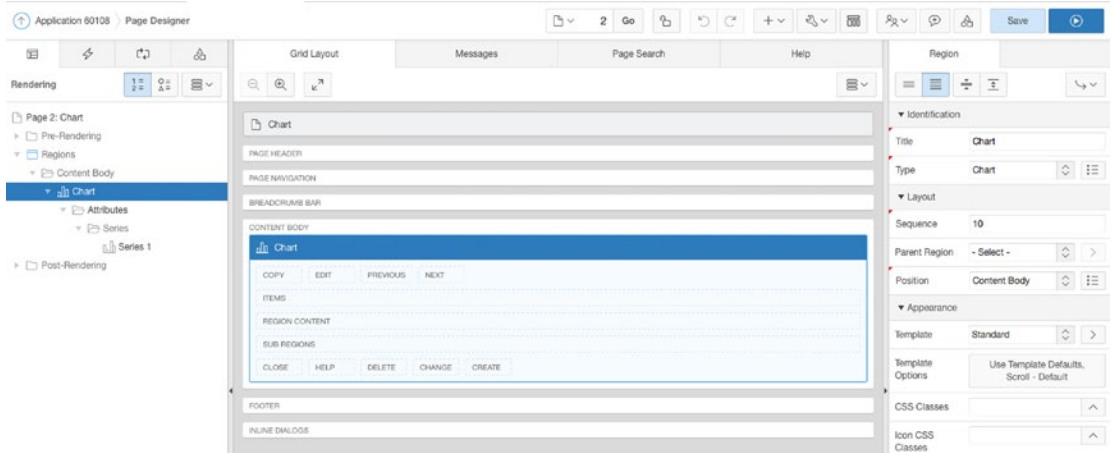 Application 60108 Page Designer 2 Go Save
Grid Layout Messages Page Search Help Region
Rendering
Page 2: Chart
Pre-Rendering
Regions
Content Body
Chart
Attributes
Series
Series 1
Post-Rendering
Chart
PAGE HEADER
PAGE NAVIGATION
BREADCRUMB BAR
CONTENT BODY
Chart
COPY EDIT PREVIOUS NEXT
ITEMS
REGION CONTENT
SUB REGIONS
CLOSE HELP DELETE CHANGE CREATE
FOOTER
INLINE DIALOGS
Identification
Title Chart
Type Chart
Layout
Sequence 10
Parent Region - Select -
Position Content Body
Appearance
Template Standard
Template Options
Use Template Defaults,
Scroll - Default
CSS Classes
Icon CSS
Classes